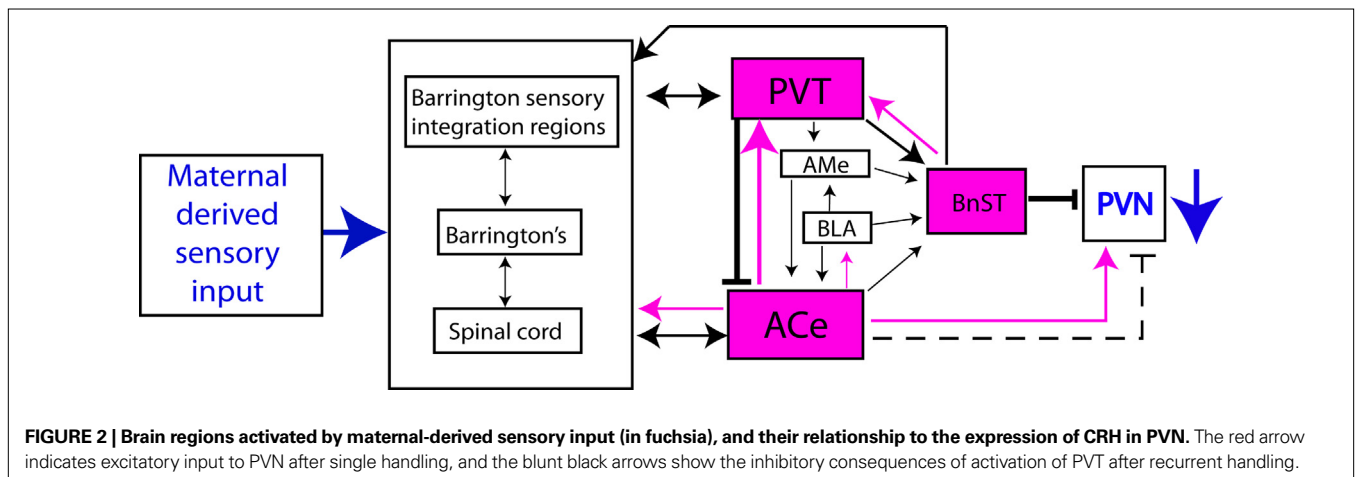 Maternal
derived
sensory
input
Barrington sensory
integration regions
Barrington's
Spinal cord
PVT
AMe
BLA
ACe
BnST
PVN
FIGURE 2 | Brain regions activated by maternal-derived sensory input (in fuchsia), and their relationship to the expression of CRH in PVN. The red arrow
indicates excitatory input to PVN after single handling, and the blunt black arrows show the inhibitory consequences of activation of PVT after recurrent handling.